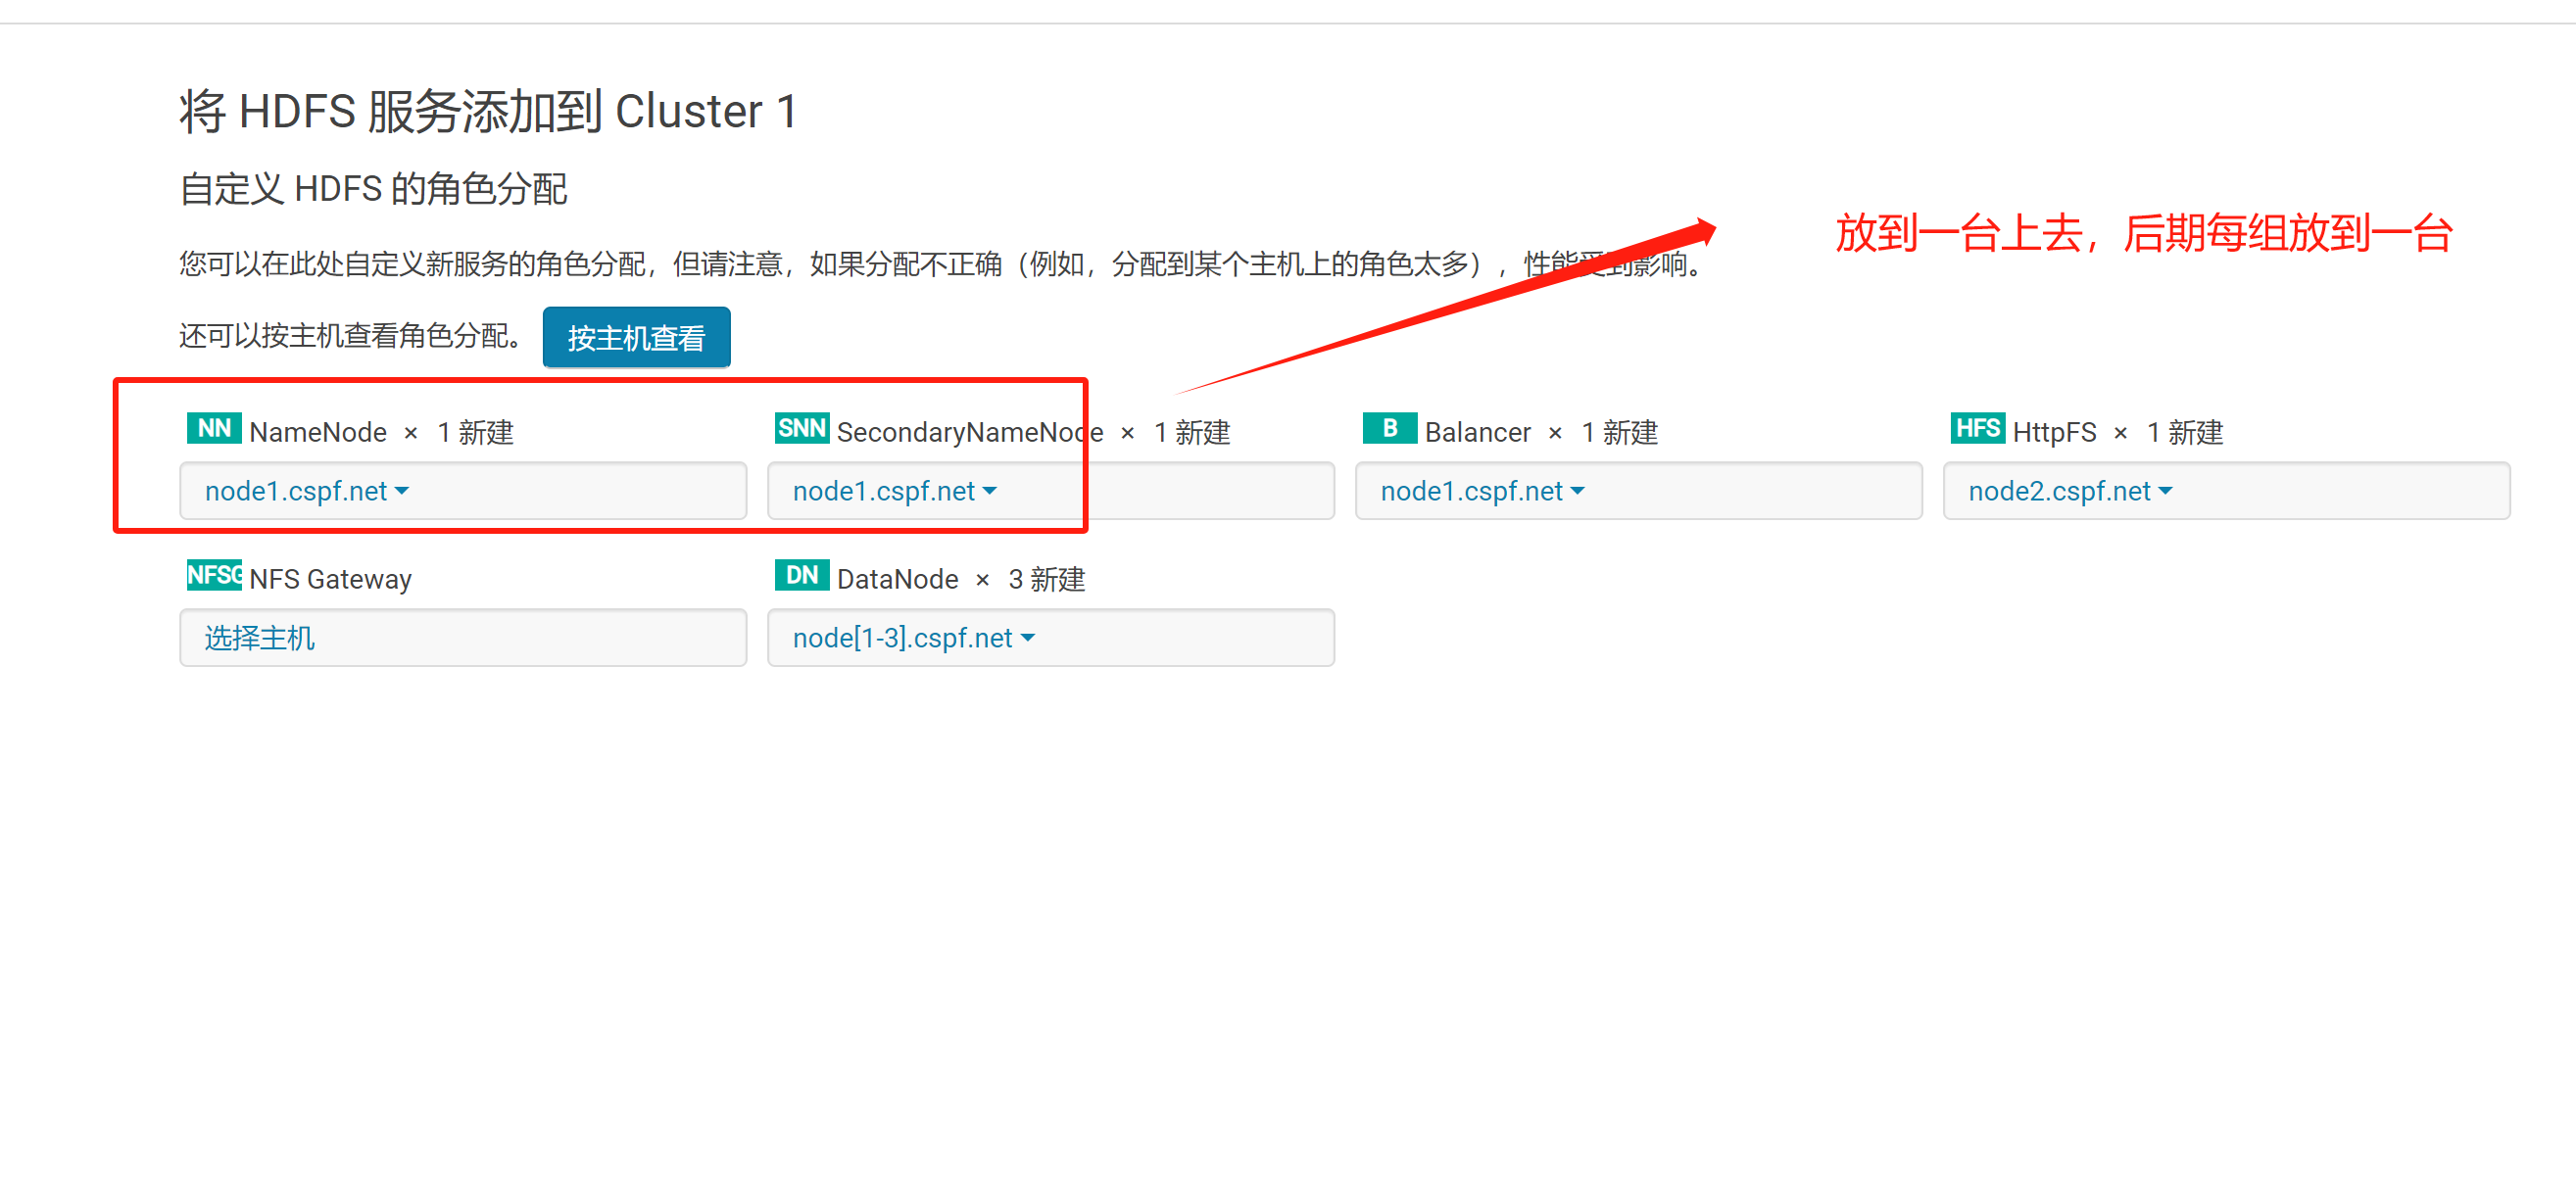 将 HDFS 服务添加到 Cluster 1
自定义 HDFS 的角色分配
放到一台上去，后期每组放到一台
您可以在此处自定义新服务的角色分配，但请注意，如果分配不正确（例如，分配到某个主机上的角色太多），性能受到影响。
还可以按主机查看角色分配。 按主机查看
NN NameNode × 1 新建 SNN SecondaryNameNode × 1 新建 B Balancer × 1 新建 HFS HttpFS × 1 新建
node1.cspf.net node1.cspf.net node1.cspf.net node2.cspf.net
NFSG NFS Gateway DN DataNode × 3 新建
选择主机 node[1-3].cspf.net